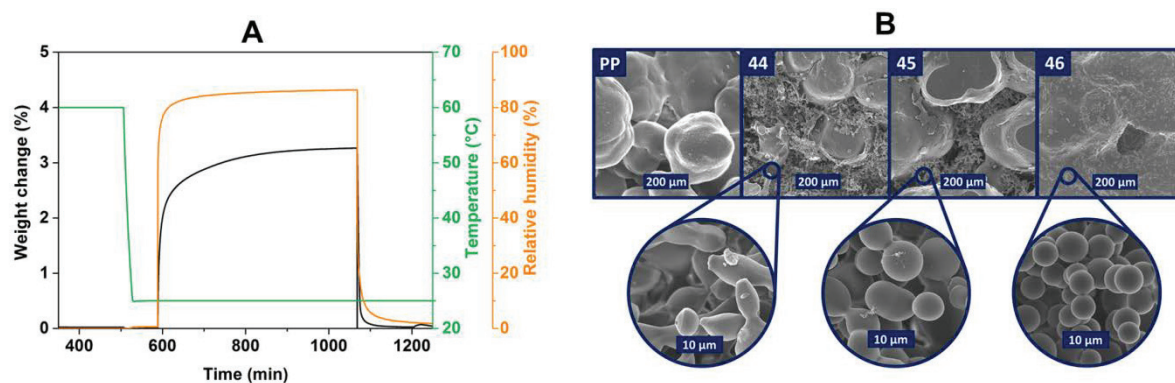 A
5
4
3
2
1
0
400
600
800
1000
1200
Weight change (%)
Time (min)
70
60
50
40
30
20
Temperature (°C)
100
80
60
40
20
0
Relative humidity (%)
B
PP
44
45
46
200 µm
200 µm
200 µm
200 µm
10 µm
10 µm
10 µm